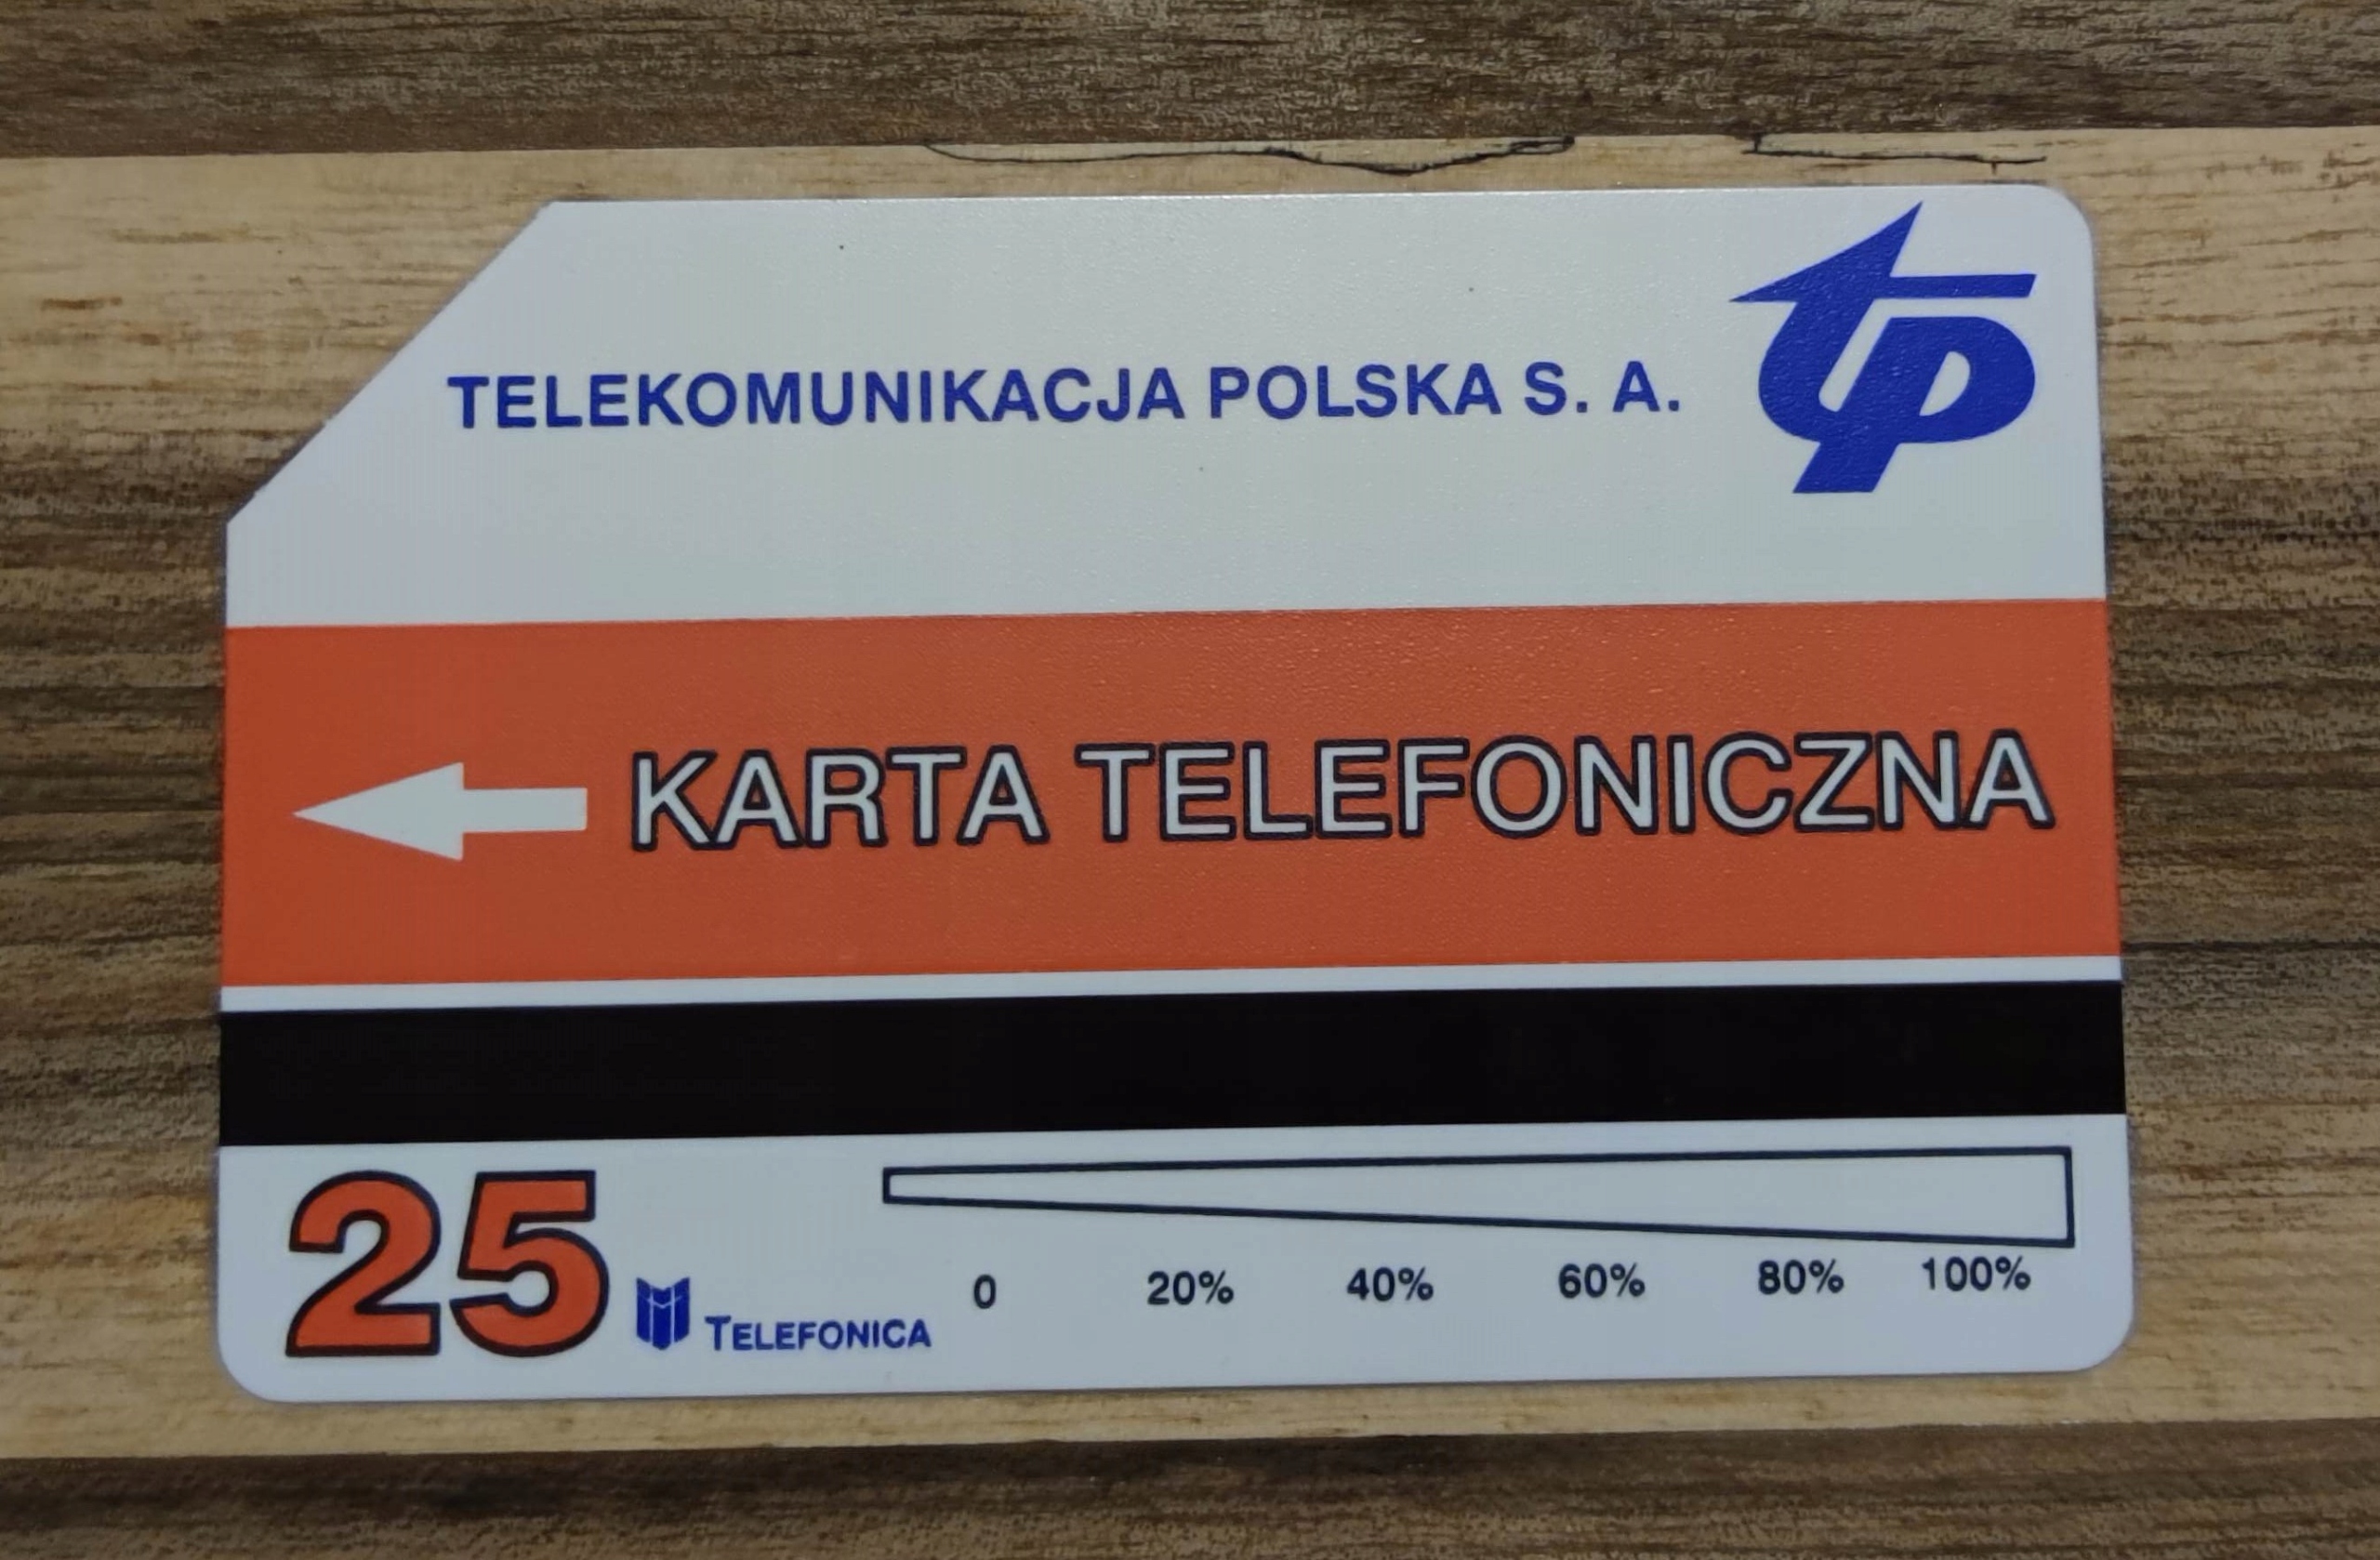 TELEKOMUNIKACJA POLSKA S. A.
tp
KARTA TELEFONICZNA
25
TELEFONICA
0 20% 40% 60% 80% 100%